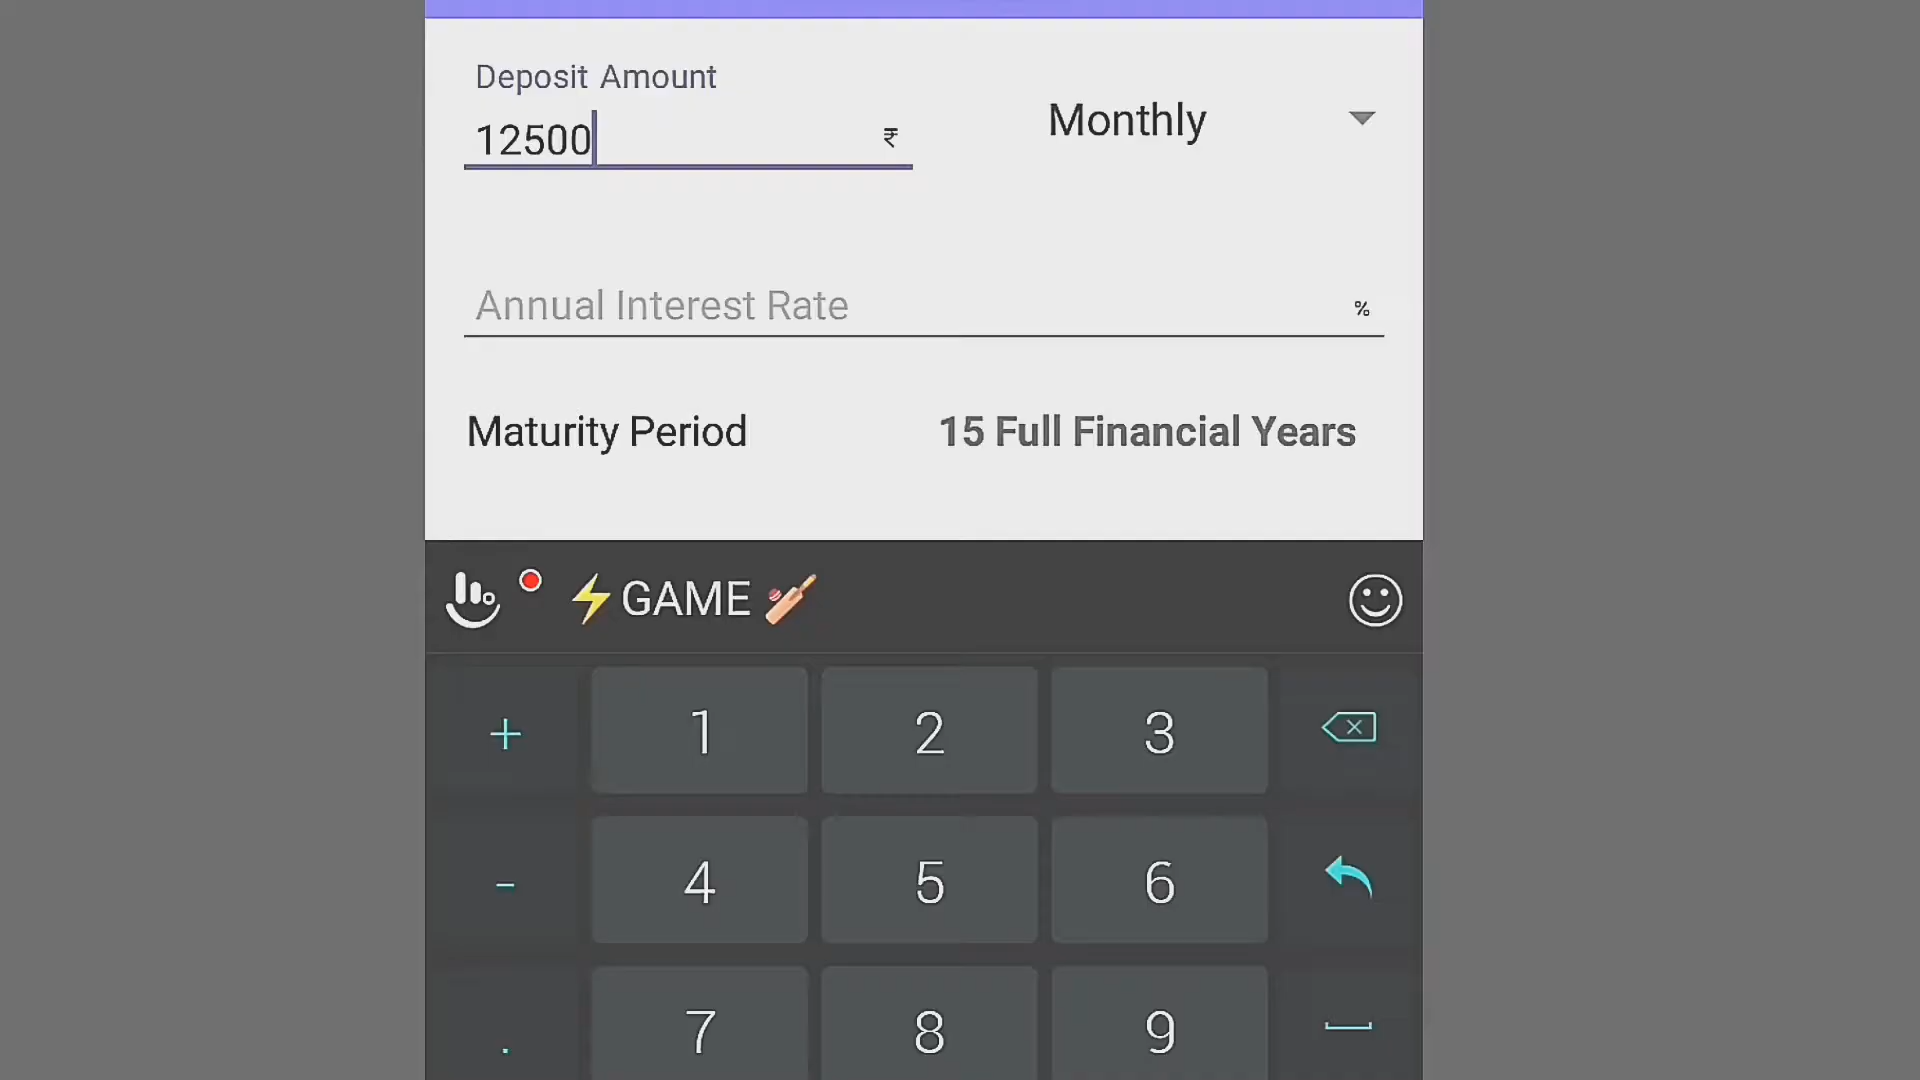 Deposit Amount
12500 ₹
Monthly
Annual Interest Rate %
Maturity Period 15 Full Financial Years
⚡GAME 🏏
+ 1 2 3
- 4 5 6
. 7 8 9